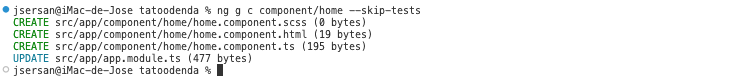 jsersan@iMac-de-Jose tatoodenda % ng g c component/home --skip-tests
CREATE src/app/component/home/home.component.scss (0 bytes)
CREATE src/app/component/home/home.component.html (19 bytes)
CREATE src/app/component/home/home.component.ts (195 bytes)
UPDATE src/app/app.module.ts (477 bytes)
jsersan@iMac-de-Jose tatoodenda %